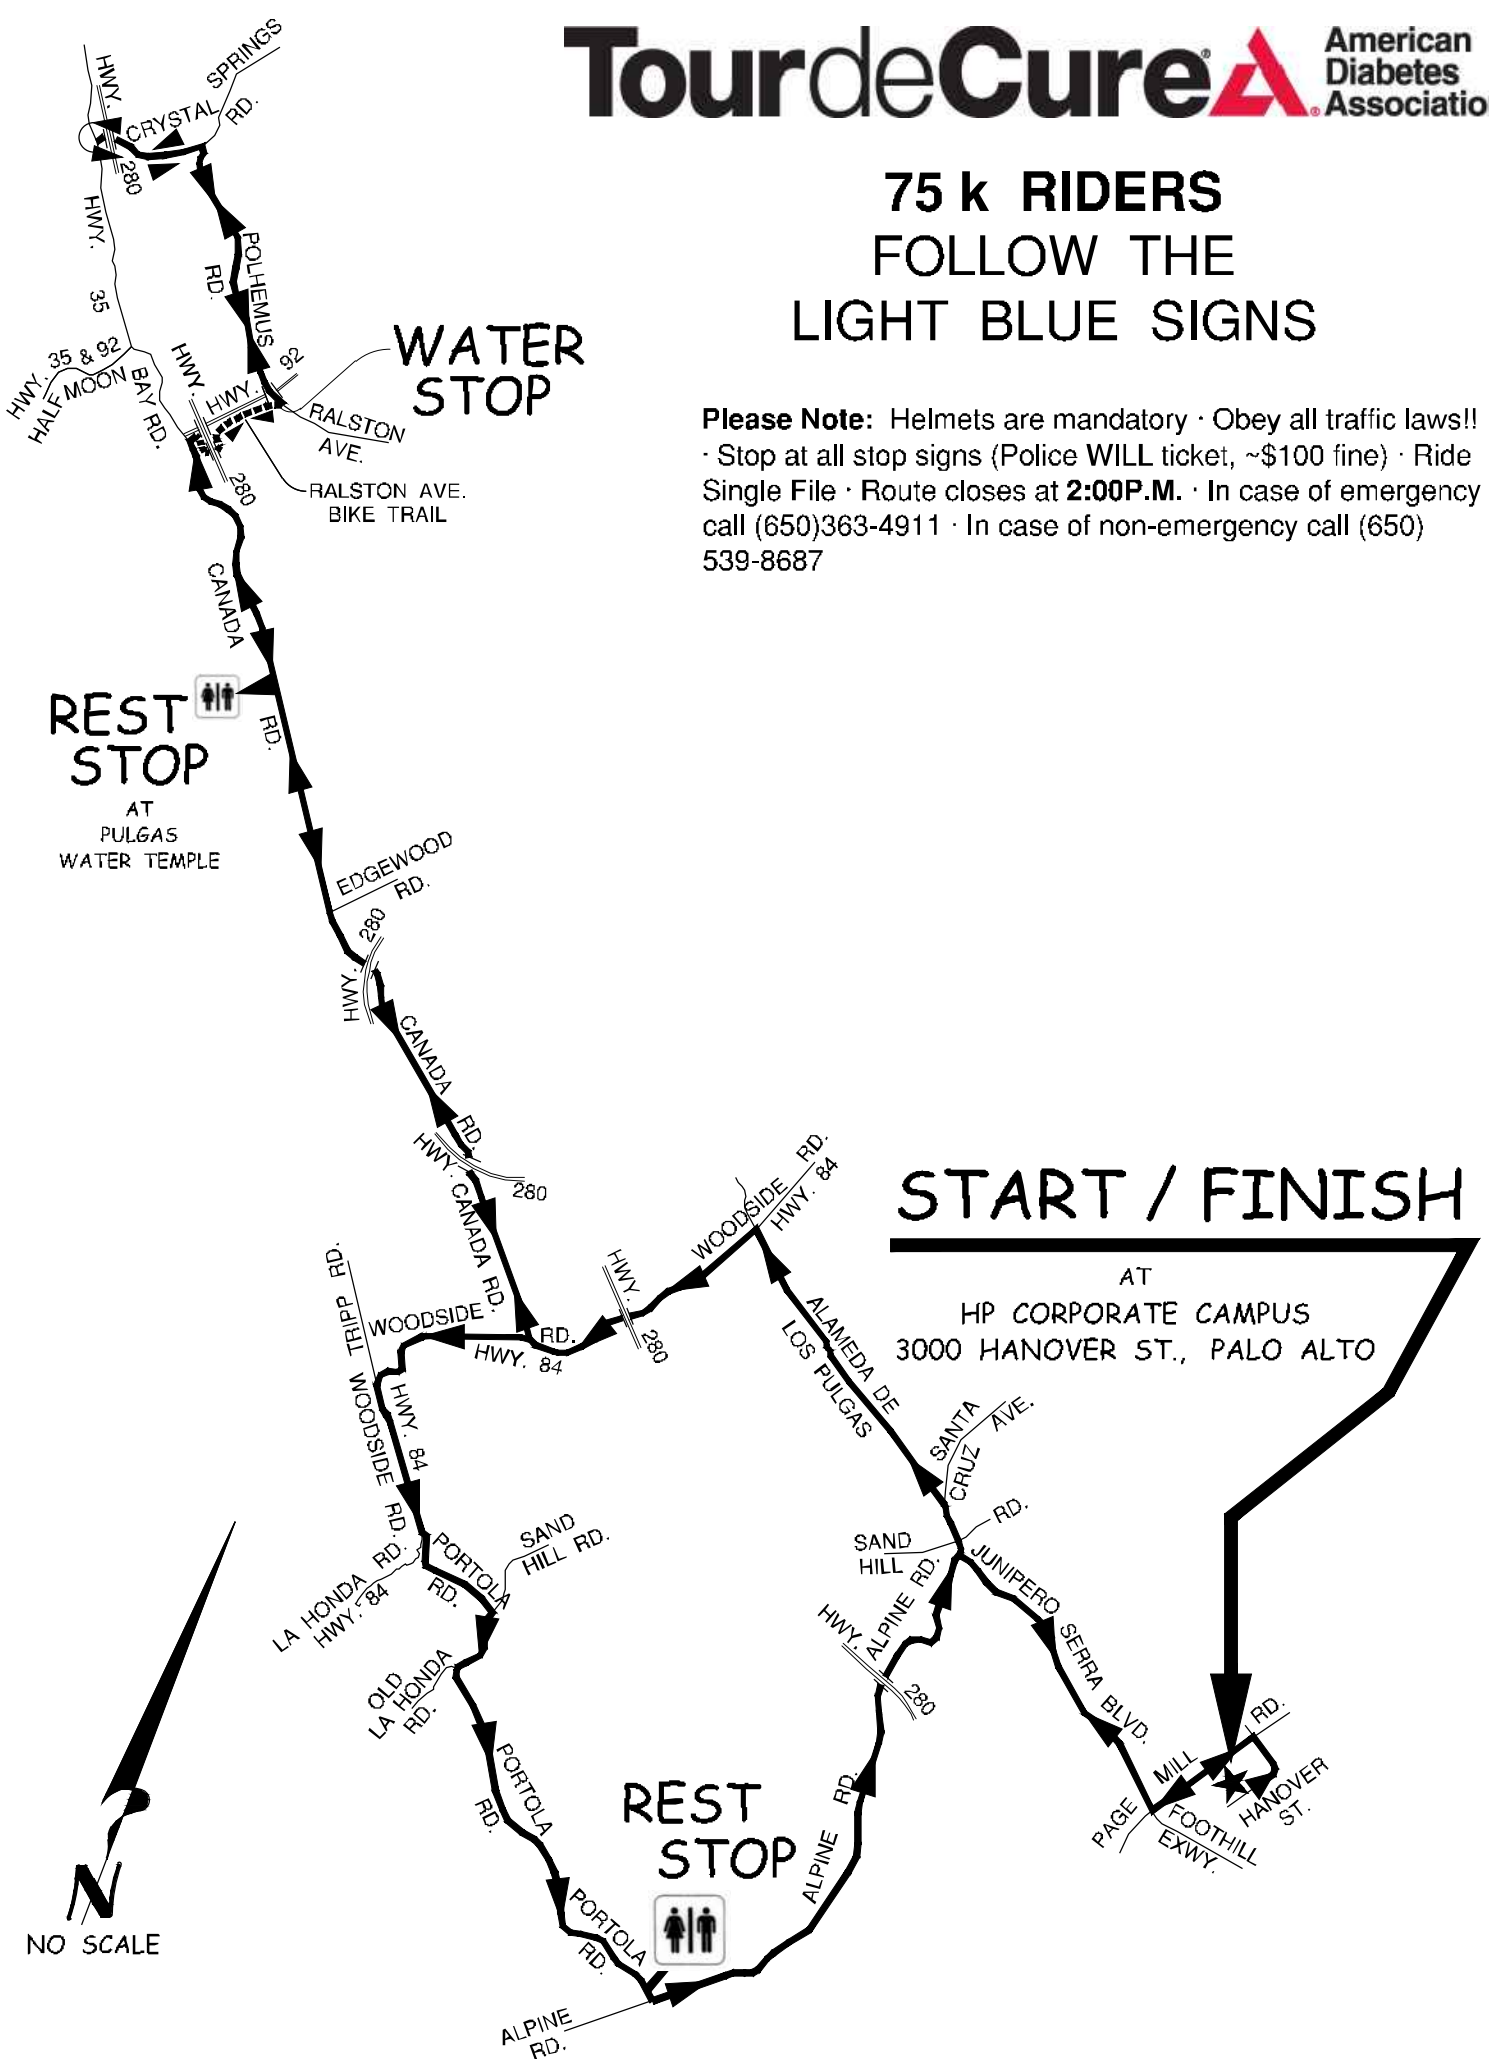 TourdeCure®
American
Diabetes
Associatio
75 k RIDERS
FOLLOW THE
LIGHT BLUE SIGNS
Please Note: Helmets are mandatory · Obey all traffic laws!!
· Stop at all stop signs (Police WILL ticket, ~$100 fine) · Ride
Single File · Route closes at 2:00P.M. · In case of emergency
call (650)363-4911 · In case of non-emergency call (650)
539-8687
HWY.
280
CRYSTAL
SPRINGS
RD.
HWY.
35
POLHEMUS
RD.
WATER
STOP
HWY. 35 & 92
HALF MOON
BAY RD.
HWY.
280
HWY.
92
RALSTON
AVE.
RALSTON AVE.
BIKE TRAIL
CANADA
RD.
REST
STOP
AT
PULGAS
WATER TEMPLE
EDGEWOOD
RD.
HWY.
280
CANADA
RD.
HWY.
280
CANADA RD.
WOODSIDE
RD.
HWY. 84
HWY.
280
START / FINISH
AT
HP CORPORATE CAMPUS
3000 HANOVER ST., PALO ALTO
TRIPP RD.
WOODSIDE
RD.
HWY. 84
ALAMEDA DE
LOS PULGAS
WOODSIDE RD.
HWY. 84
SANTA
CRUZ
AVE.
SAND
HILL
RD.
LA HONDA RD.
HWY. 84
PORTOLA
RD.
SAND
HILL RD.
JUNIPERO SERRA BLVD.
ALPINE RD.
HWY.
280
OLD
LA HONDA
RD.
PORTOLA
RD.
PAGE
MILL
RD.
HANOVER
ST.
FOOTHILL
EXWY.
REST
STOP
ALPINE
RD.
PORTOLA
RD.
ALPINE
RD.
N
NO SCALE